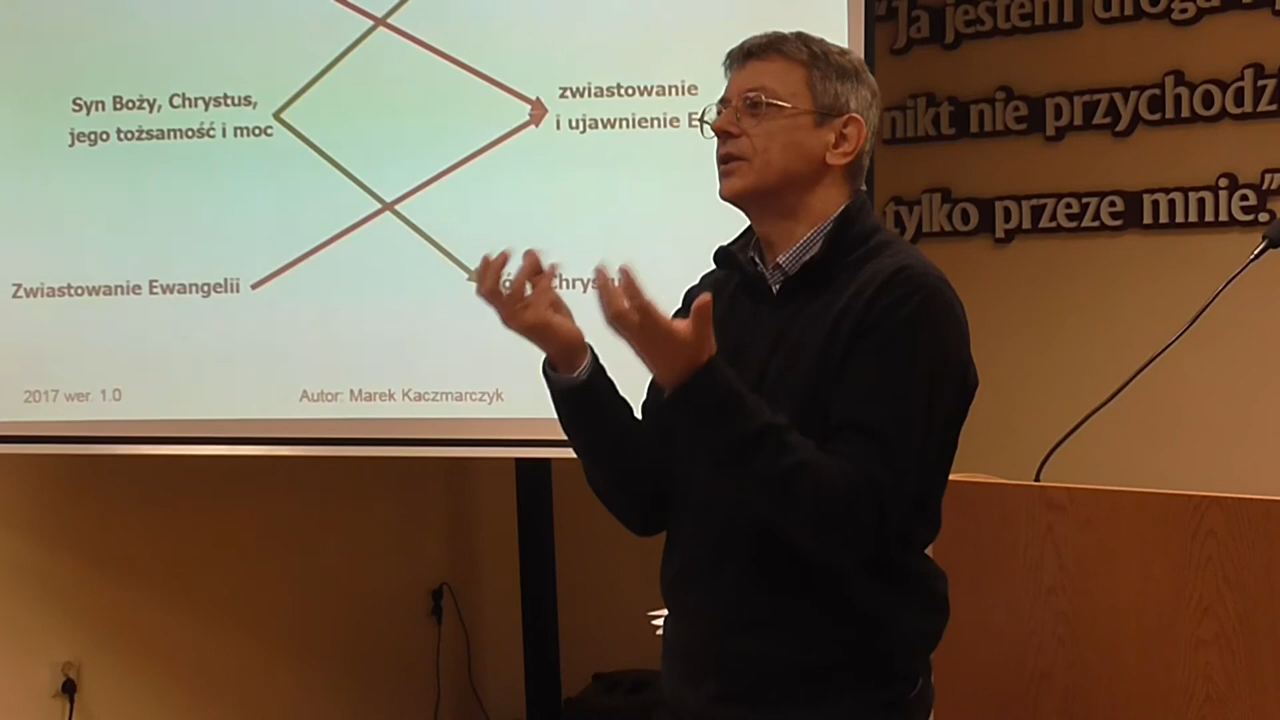 Syn Boży, Chrystus,
jego tożsamość i moc
zwiastowanie
i ujawnienie
Zwiastowanie Ewangelii
2017 wer. 1.0
Autor: Marek Kaczmarczyk
"Ja jestem drogą i
nikt nie przychodz
tylko przeze mnie."